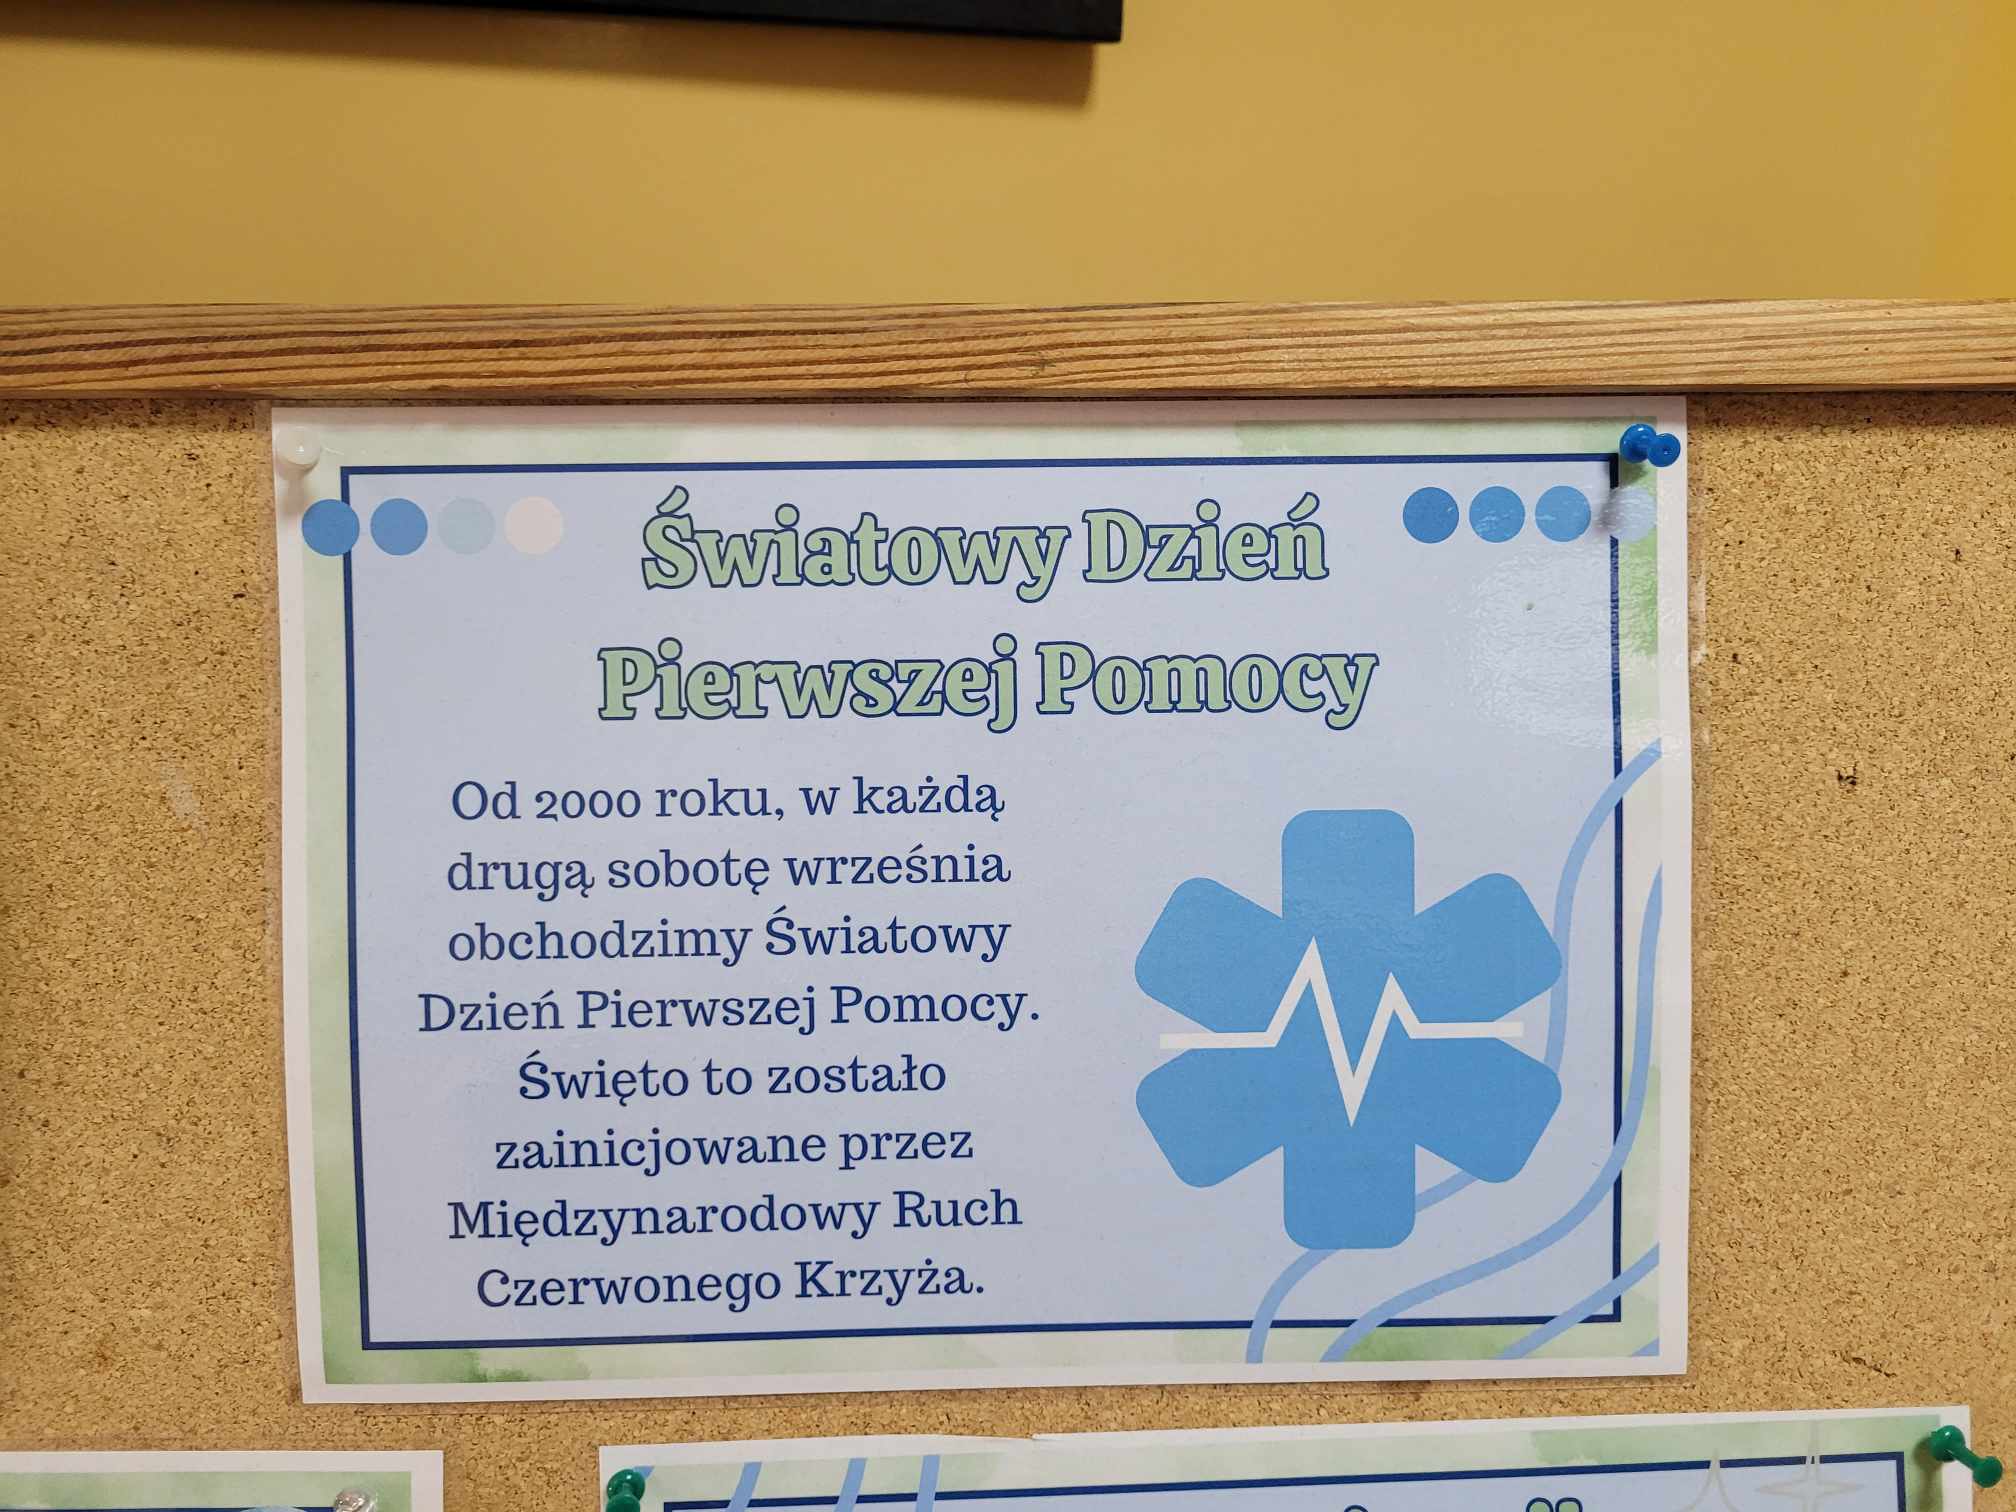 Światowy Dzień
Pierwszej Pomocy
Od 2000 roku, w każdą
drugą sobotę września
obchodzimy Światowy
Dzień Pierwszej Pomocy.
Święto to zostało
zainicjowane przez
Międzynarodowy Ruch
Czerwonego Krzyża.